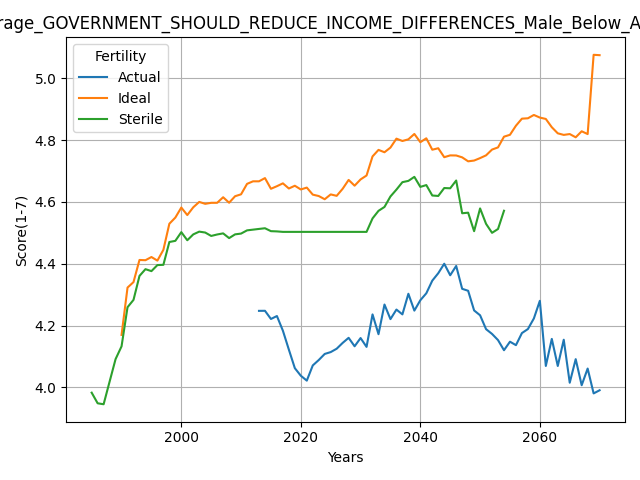 rage_GOVERNMENT_SHOULD_REDUCE_INCOME_DIFFERENCES_Male_Below_A
Fertility
Actual
Ideal
Sterile
5.0
4.8
4.6
4.4
4.2
4.0
Score(1-7)
2000
2020
2040
2060
Years